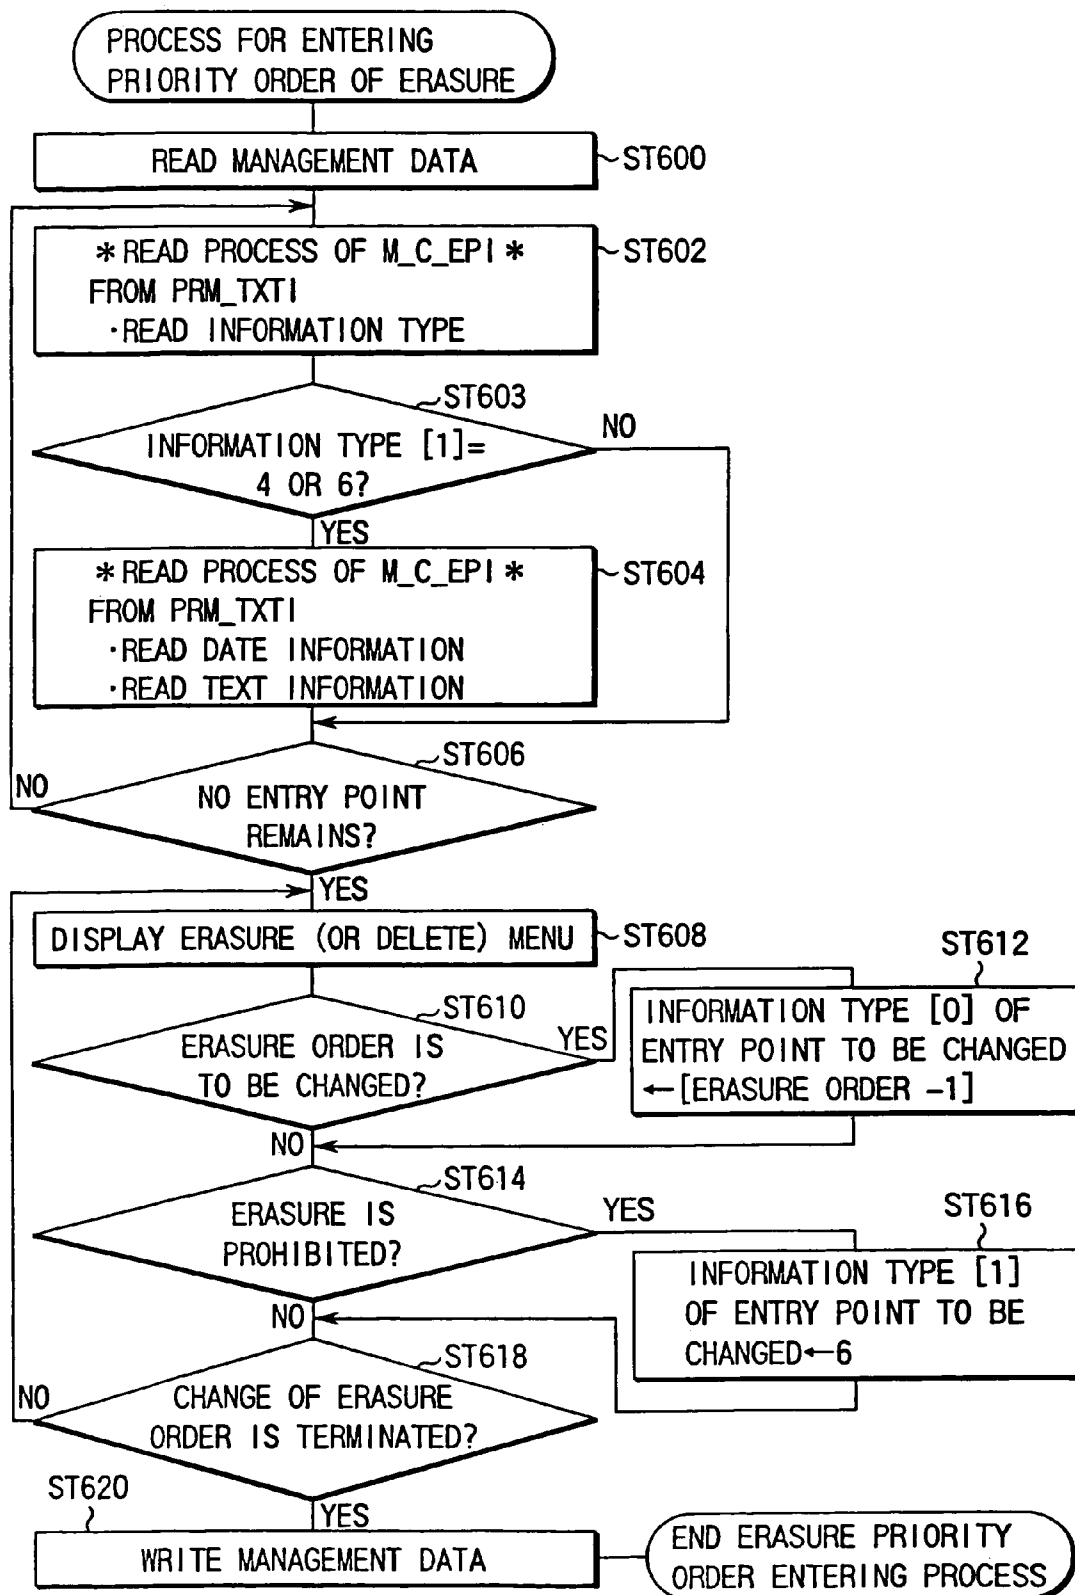 PROCESS FOR ENTERING
PRIORITY ORDER OF ERASURE
READ MANAGEMENT DATA
ST600
*READ PROCESS OF M_C_EPI*
FROM PRM_TXTI
·READ INFORMATION TYPE
ST602
ST603
INFORMATION TYPE [1]=
4 OR 6?
NO
YES
*READ PROCESS OF M_C_EPI*
FROM PRM_TXTI
·READ DATE INFORMATION
·READ TEXT INFORMATION
ST604
ST606
NO
NO ENTRY POINT
REMAINS?
YES
DISPLAY ERASURE (OR DELETE) MENU
ST608
ST610
ERASURE ORDER IS
TO BE CHANGED?
YES
ST612
INFORMATION TYPE [0] OF
ENTRY POINT TO BE CHANGED
←[ERASURE ORDER -1]
NO
ST614
ERASURE IS
PROHIBITED?
YES
ST616
INFORMATION TYPE [1]
OF ENTRY POINT TO BE
CHANGED←6
NO
ST618
NO
CHANGE OF ERASURE
ORDER IS TERMINATED?
ST620
YES
WRITE MANAGEMENT DATA
END ERASURE PRIORITY
ORDER ENTERING PROCESS